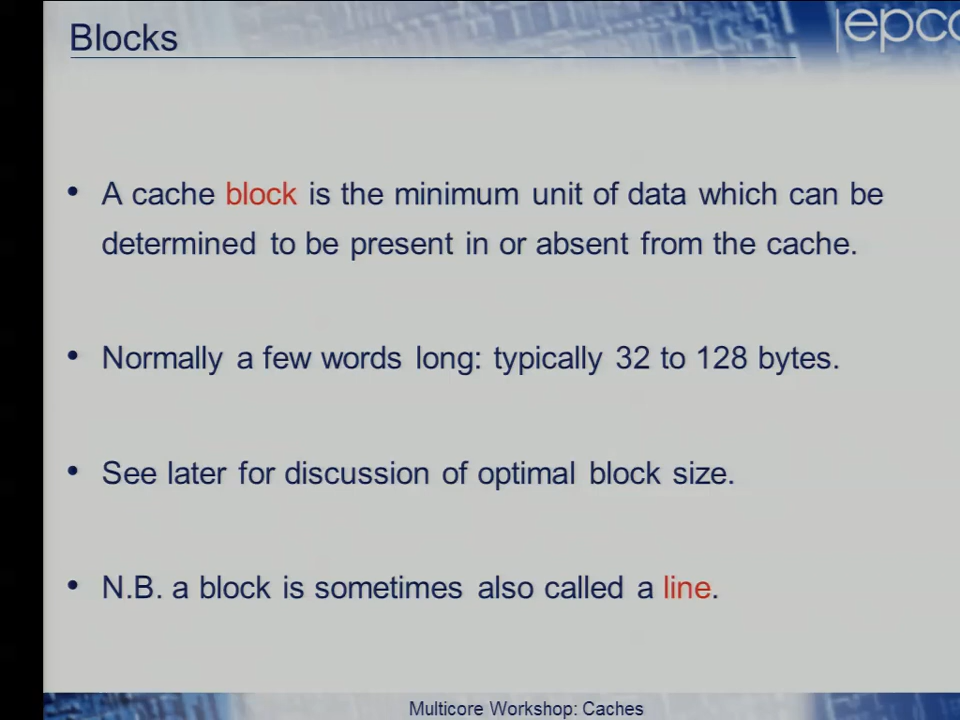 Blocks
|epcc
• A cache block is the minimum unit of data which can be
determined to be present in or absent from the cache.
• Normally a few words long: typically 32 to 128 bytes.
• See later for discussion of optimal block size.
• N.B. a block is sometimes also called a line.
Multicore Workshop: Caches